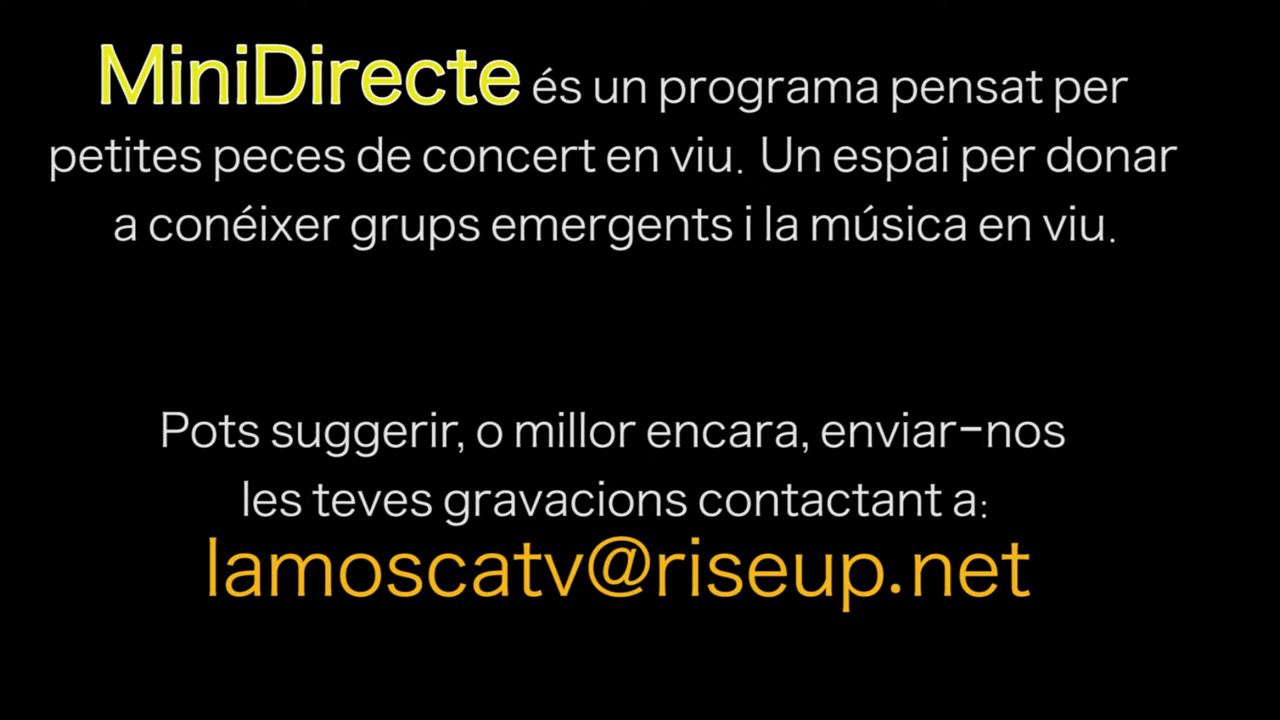 MiniDirecte és un programa pensat per
petites peces de concert en viu. Un espai per donar
a conéixer grups emergents i la música en viu.
Pots suggerir, o millor encara, enviar-nos
les teves gravacions contactant a:
lamoscatv@riseup.net